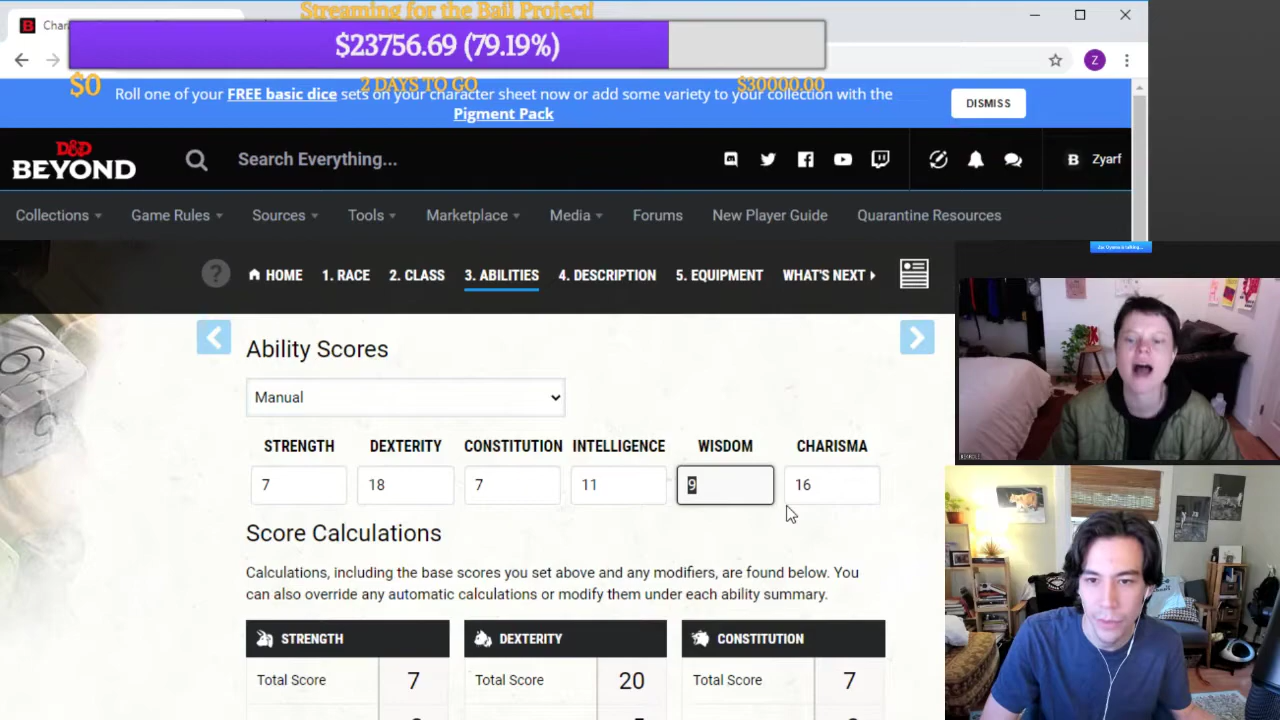 Streaming for the Bail Project!
Char
$23756.69 (79.19%)
Z
$0
2 DAYS TO GO
$30000.00
Roll one of your FREE basic dice sets on your character sheet now or add some variety to your collection with the
Pigment Pack
DISMISS
D&D
BEYOND
Search Everything...
B Zyarf
Collections
Game Rules
Sources
Tools
Marketplace
Media
Forums
New Player Guide
Quarantine Resources
? HOME 1. RACE 2. CLASS 3. ABILITIES 4. DESCRIPTION 5. EQUIPMENT WHAT'S NEXT
Ability Scores
Manual
STRENGTH DEXTERITY CONSTITUTION INTELLIGENCE WISDOM CHARISMA
7 18 7 11 9 16
Score Calculations
Calculations, including the base scores you set above and any modifiers, are found below. You
can also override any automatic calculations or modify them under each ability summary.
STRENGTH DEXTERITY CONSTITUTION
Total Score 7 Total Score 20 Total Score 7